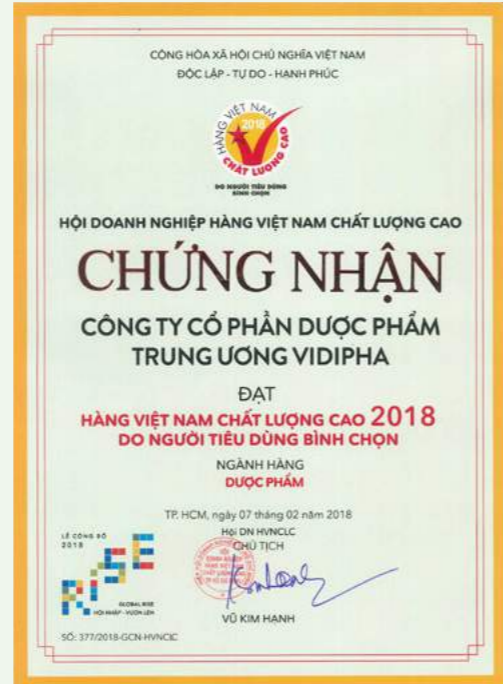 CỘNG HÒA XÃ HỘI CHỦ NGHĨA VIỆT NAM
ĐỘC LẬP - TỰ DO - HẠNH PHÚC
HÀNG VIỆT NAM
2018
CHẤT LƯỢNG CAO
DO NGƯỜI TIÊU DÙNG
BÌNH CHỌN
HỘI DOANH NGHIỆP HÀNG VIỆT NAM CHẤT LƯỢNG CAO
CHỨNG NHẬN
CÔNG TY CỔ PHẦN DƯỢC PHẨM
TRUNG ƯƠNG VIDIPHA
ĐẠT
HÀNG VIỆT NAM CHẤT LƯỢNG CAO 2018
DO NGƯỜI TIÊU DÙNG BÌNH CHỌN
NGÀNH HÀNG
DƯỢC PHẨM
TP. HCM, ngày 07 tháng 02 năm 2018
Hội DN HVNCLC
CHỦ TỊCH
VŨ KIM HẠNH
LỄ CÔNG BỐ
2018
RISE
GLOBAL RISE
HỘI NHẬP - VƯƠN LÊN
SỐ: 377/2018-GCN-HVNCLC